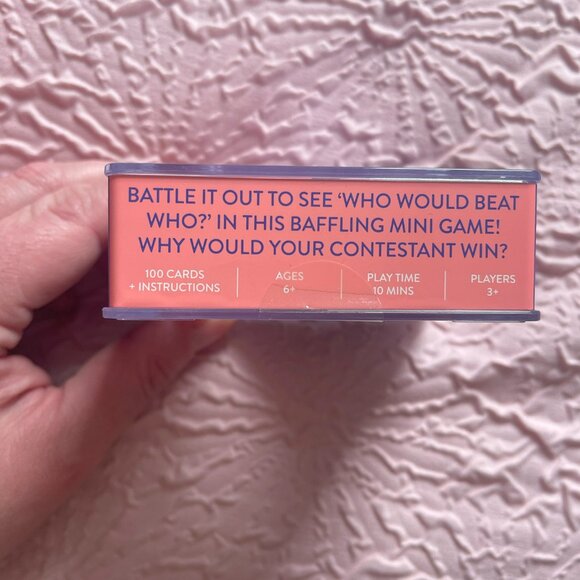 BATTLE IT OUT TO SEE ‘WHO WOULD BEAT
WHO?’ IN THIS BAFFLING MINI GAME!
WHY WOULD YOUR CONTESTANT WIN?
100 CARDS
+ INSTRUCTIONS
AGES
6+
PLAY TIME
10 MINS
PLAYERS
3+